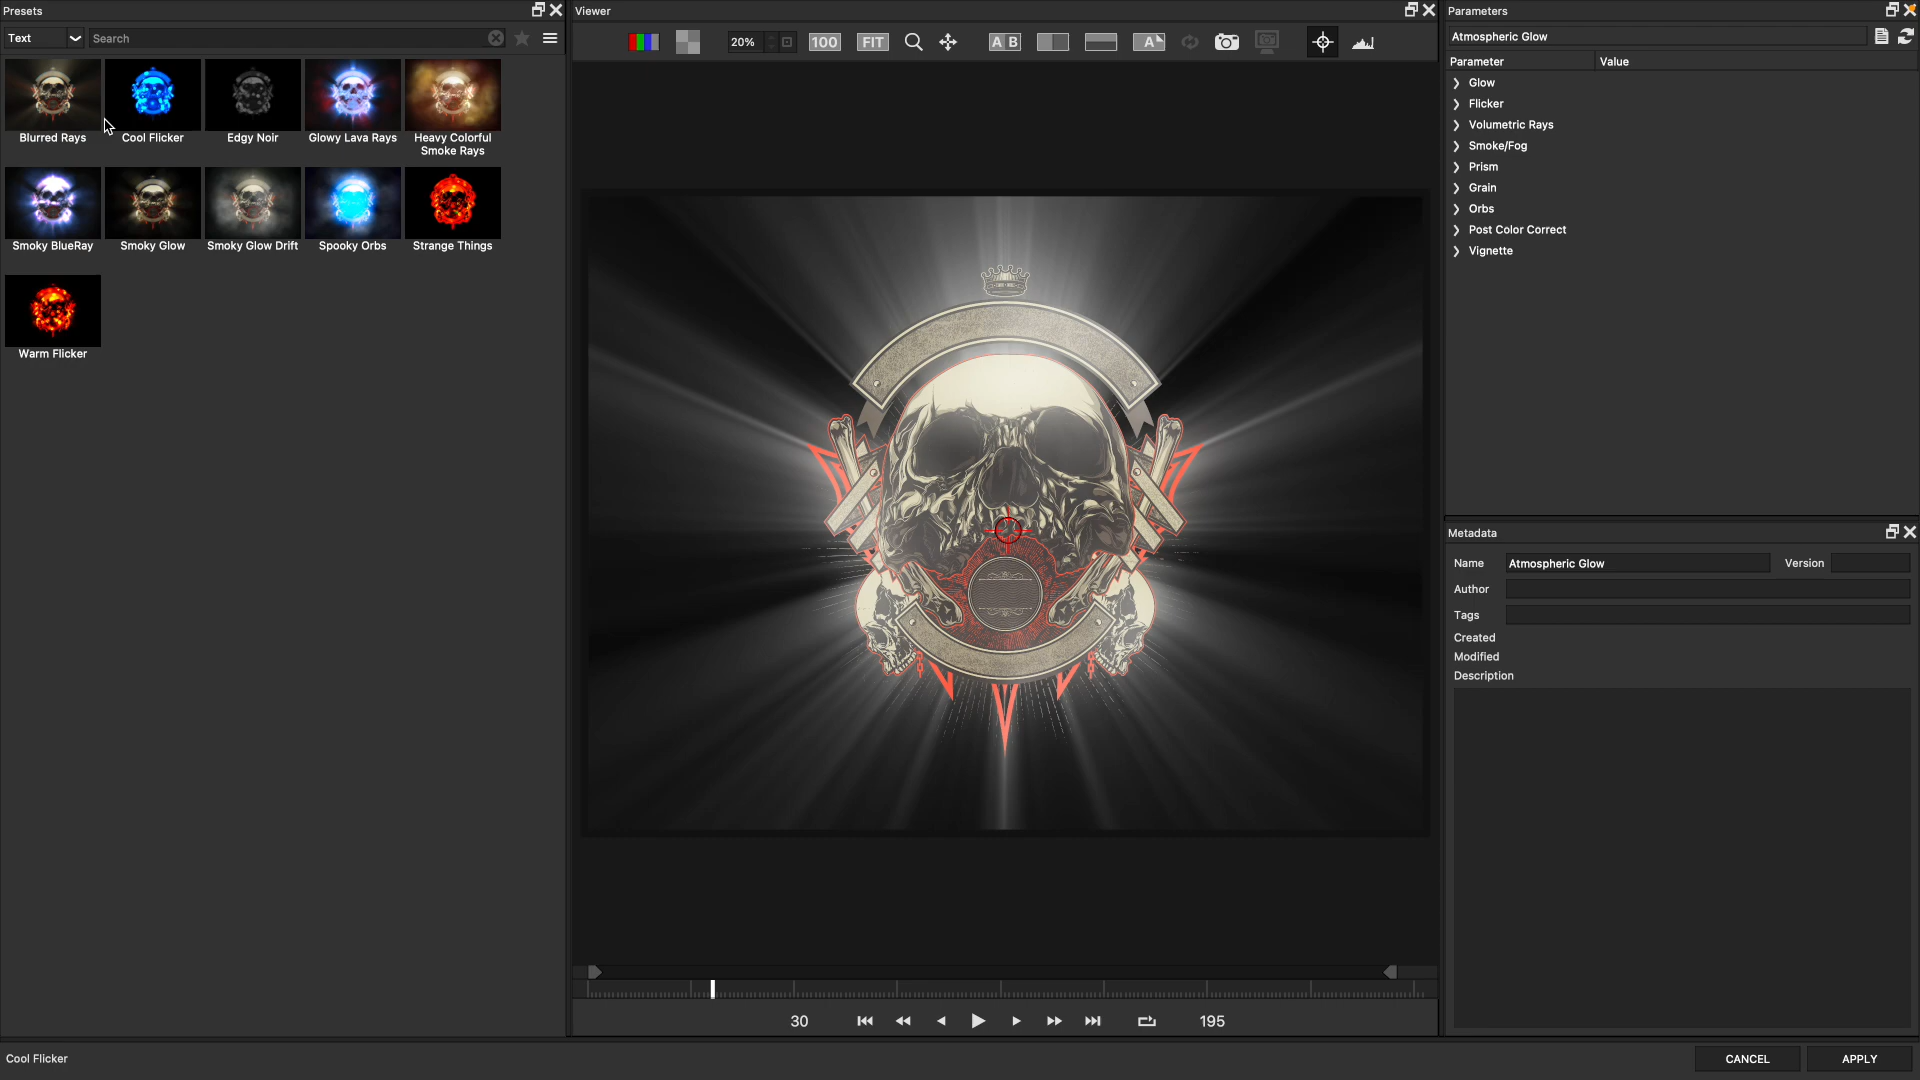 Presets
Text
Search
Blurred Rays
Cool Flicker
Edgy Noir
Glowy Lava Rays
Heavy Colorful
Smoke Rays
Smoky BlueRay
Smoky Glow
Smoky Glow Drift
Spooky Orbs
Strange Things
Warm Flicker
Viewer
20%
100
FIT
A B
A
30
195
Parameters
Atmospheric Glow
Parameter
Value
Glow
Flicker
Volumetric Rays
Smoke/Fog
Prism
Grain
Orbs
Post Color Correct
Vignette
Metadata
Name
Atmospheric Glow
Version
Author
Tags
Created
Modified
Description
Cool Flicker
CANCEL
APPLY